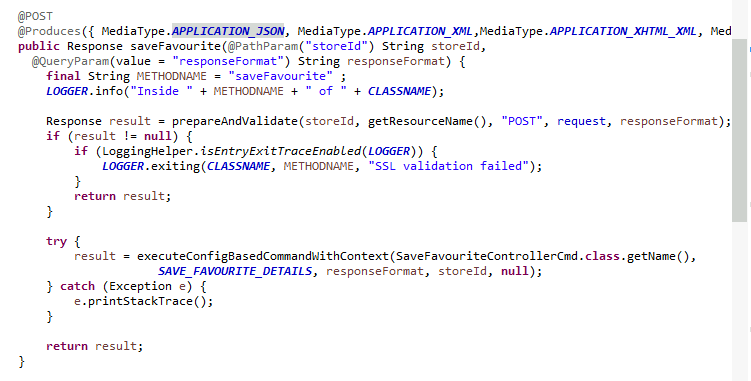 @POST
@Produces({ MediaType.APPLICATION_JSON, MediaType.APPLICATION_XML,MediaType.APPLICATION_XHTML_XML, Med
public Response saveFavourite(@PathParam("storeId") String storeId,
@QueryParam(value = "responseFormat") String responseFormat) {
final String METHODNAME = "saveFavourite" ;
LOGGER.info("Inside " + METHODNAME + " of " + CLASSNAME);
Response result = prepareAndValidate(storeId, getResourceName(), "POST", request, responseFormat);
if (result != null) {
if (LoggingHelper.isEntryExitTraceEnabled(LOGGER)) {
LOGGER.exiting(CLASSNAME, METHODNAME, "SSL validation failed");
}
return result;
}
try {
result = executeConfigBasedCommandWithContext(SaveFavouriteControllerCmd.class.getName(),
SAVE_FAVOURITE_DETAILS, responseFormat, storeId, null);
} catch (Exception e) {
e.printStackTrace();
}
return result;
}